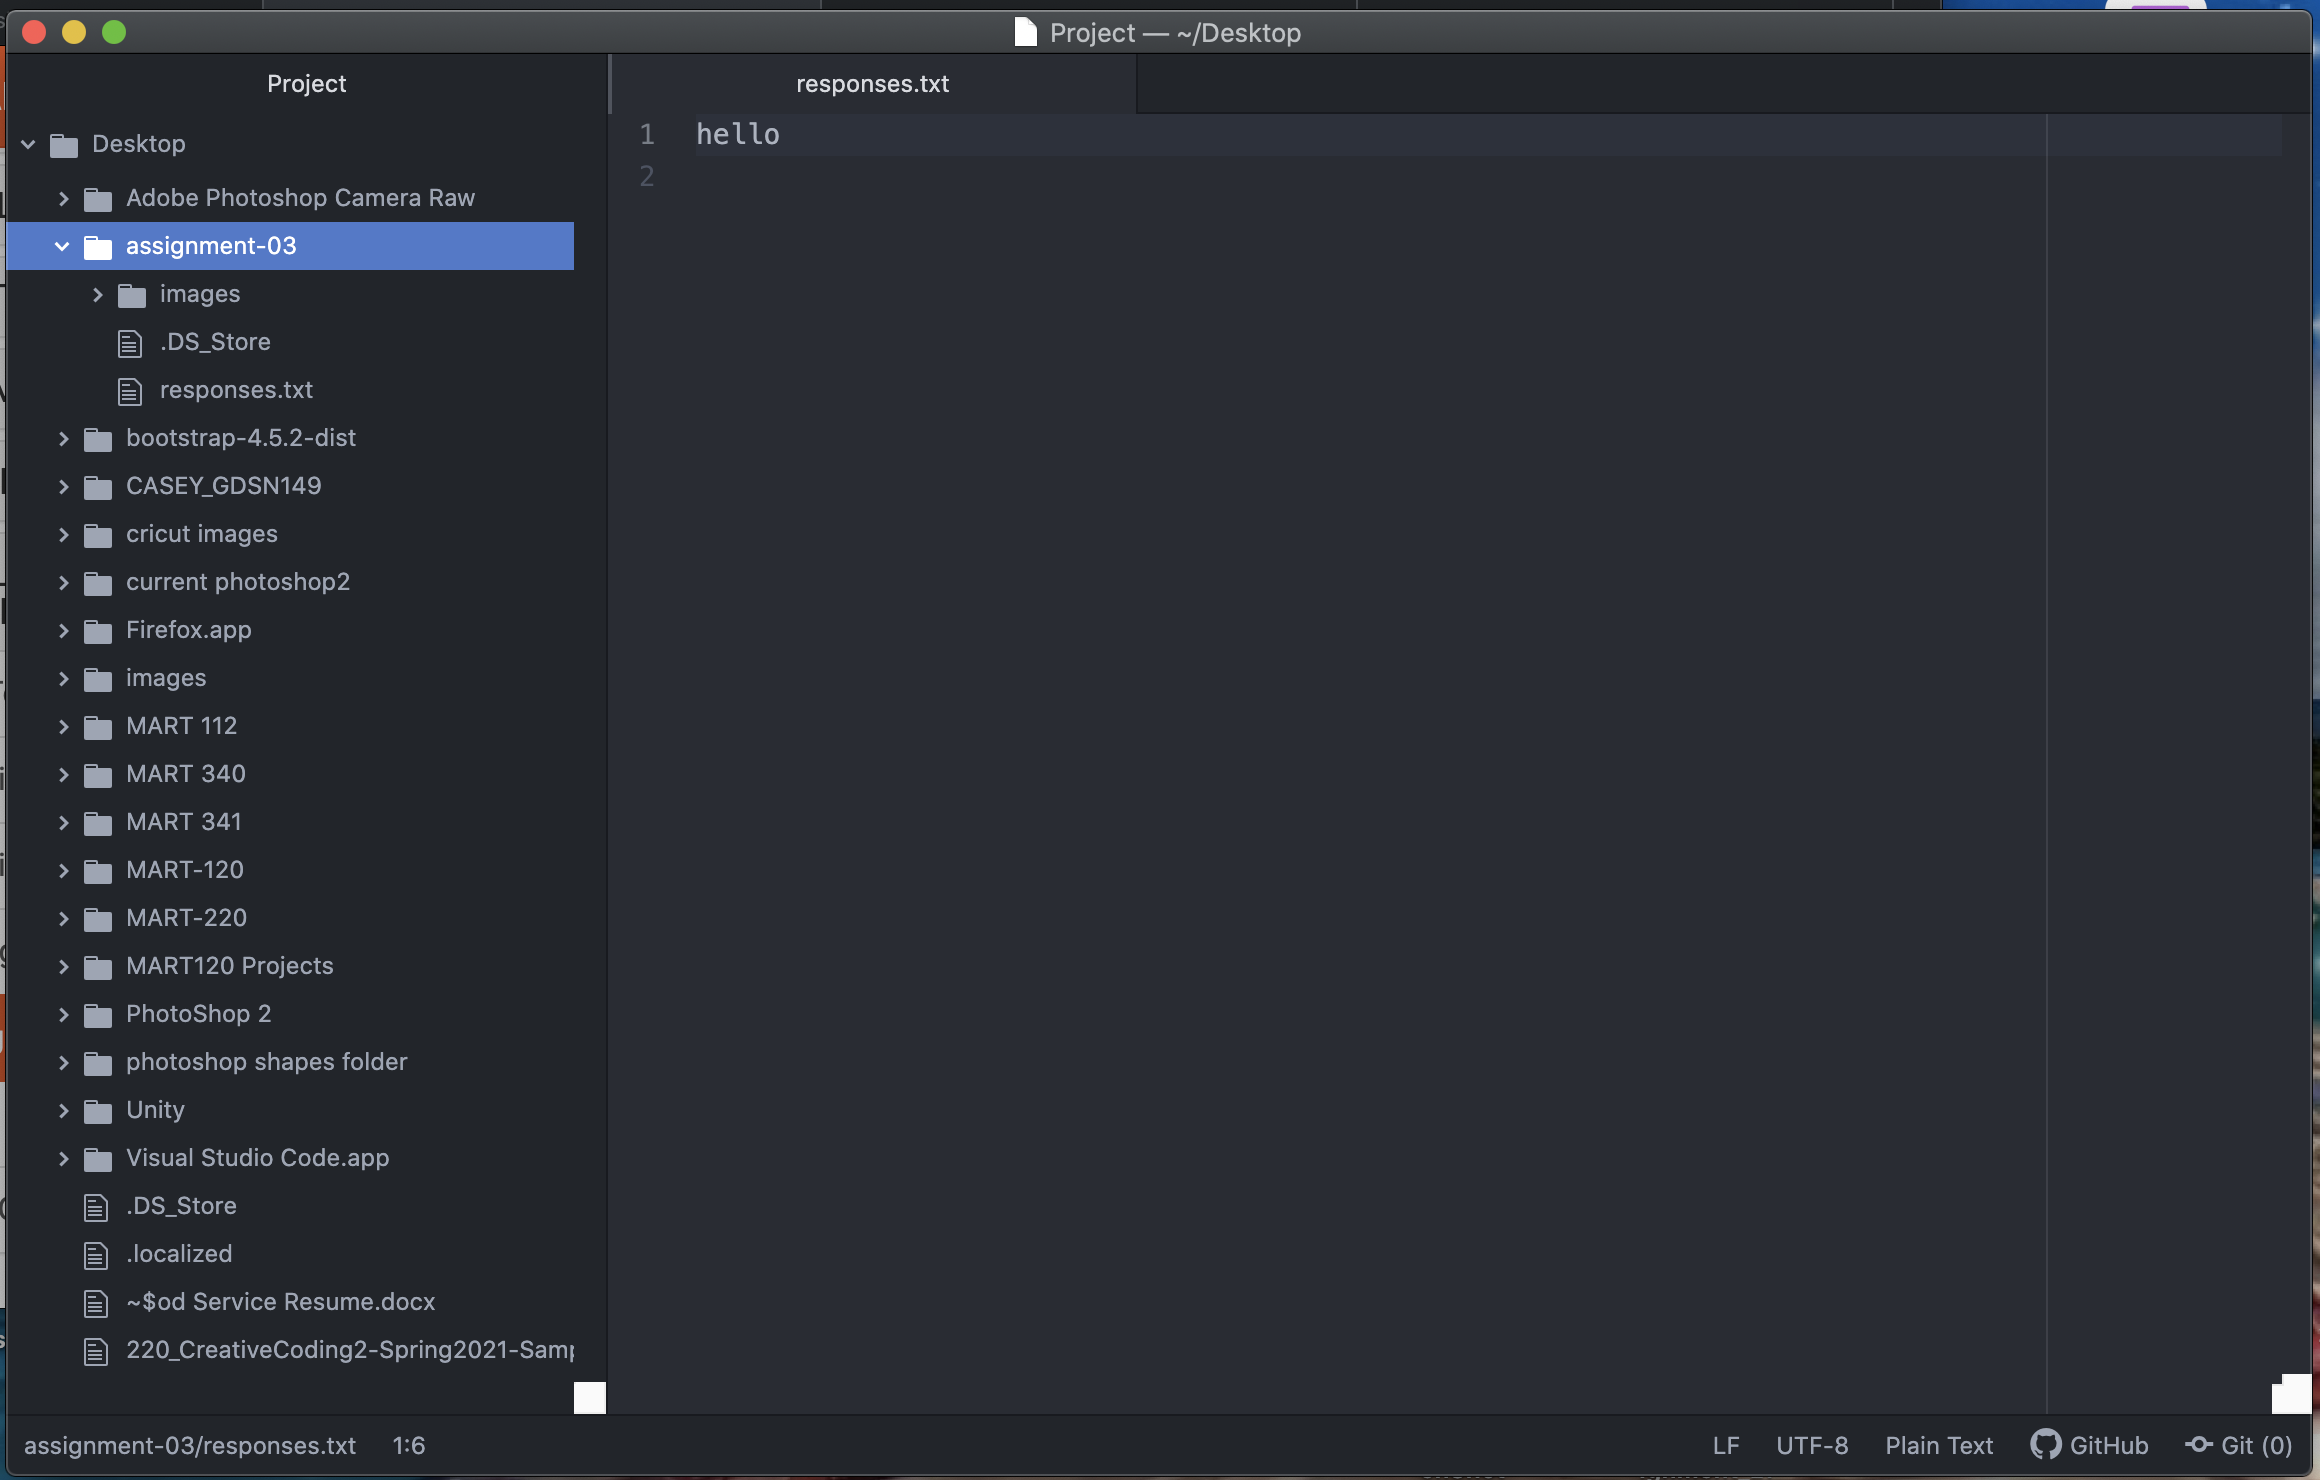 Project — ~/Desktop
Project
responses.txt
Desktop
Adobe Photoshop Camera Raw
assignment-03
images
.DS_Store
responses.txt
bootstrap-4.5.2-dist
CASEY_GDSN149
cricut images
current photoshop2
Firefox.app
images
MART 112
MART 340
MART 341
MART-120
MART-220
MART120 Projects
PhotoShop 2
photoshop shapes folder
Unity
Visual Studio Code.app
.DS_Store
.localized
~$od Service Resume.docx
220_CreativeCoding2-Spring2021-Samp
1 hello
2
assignment-03/responses.txt 1:6 LF UTF-8 Plain Text GitHub Git (0)